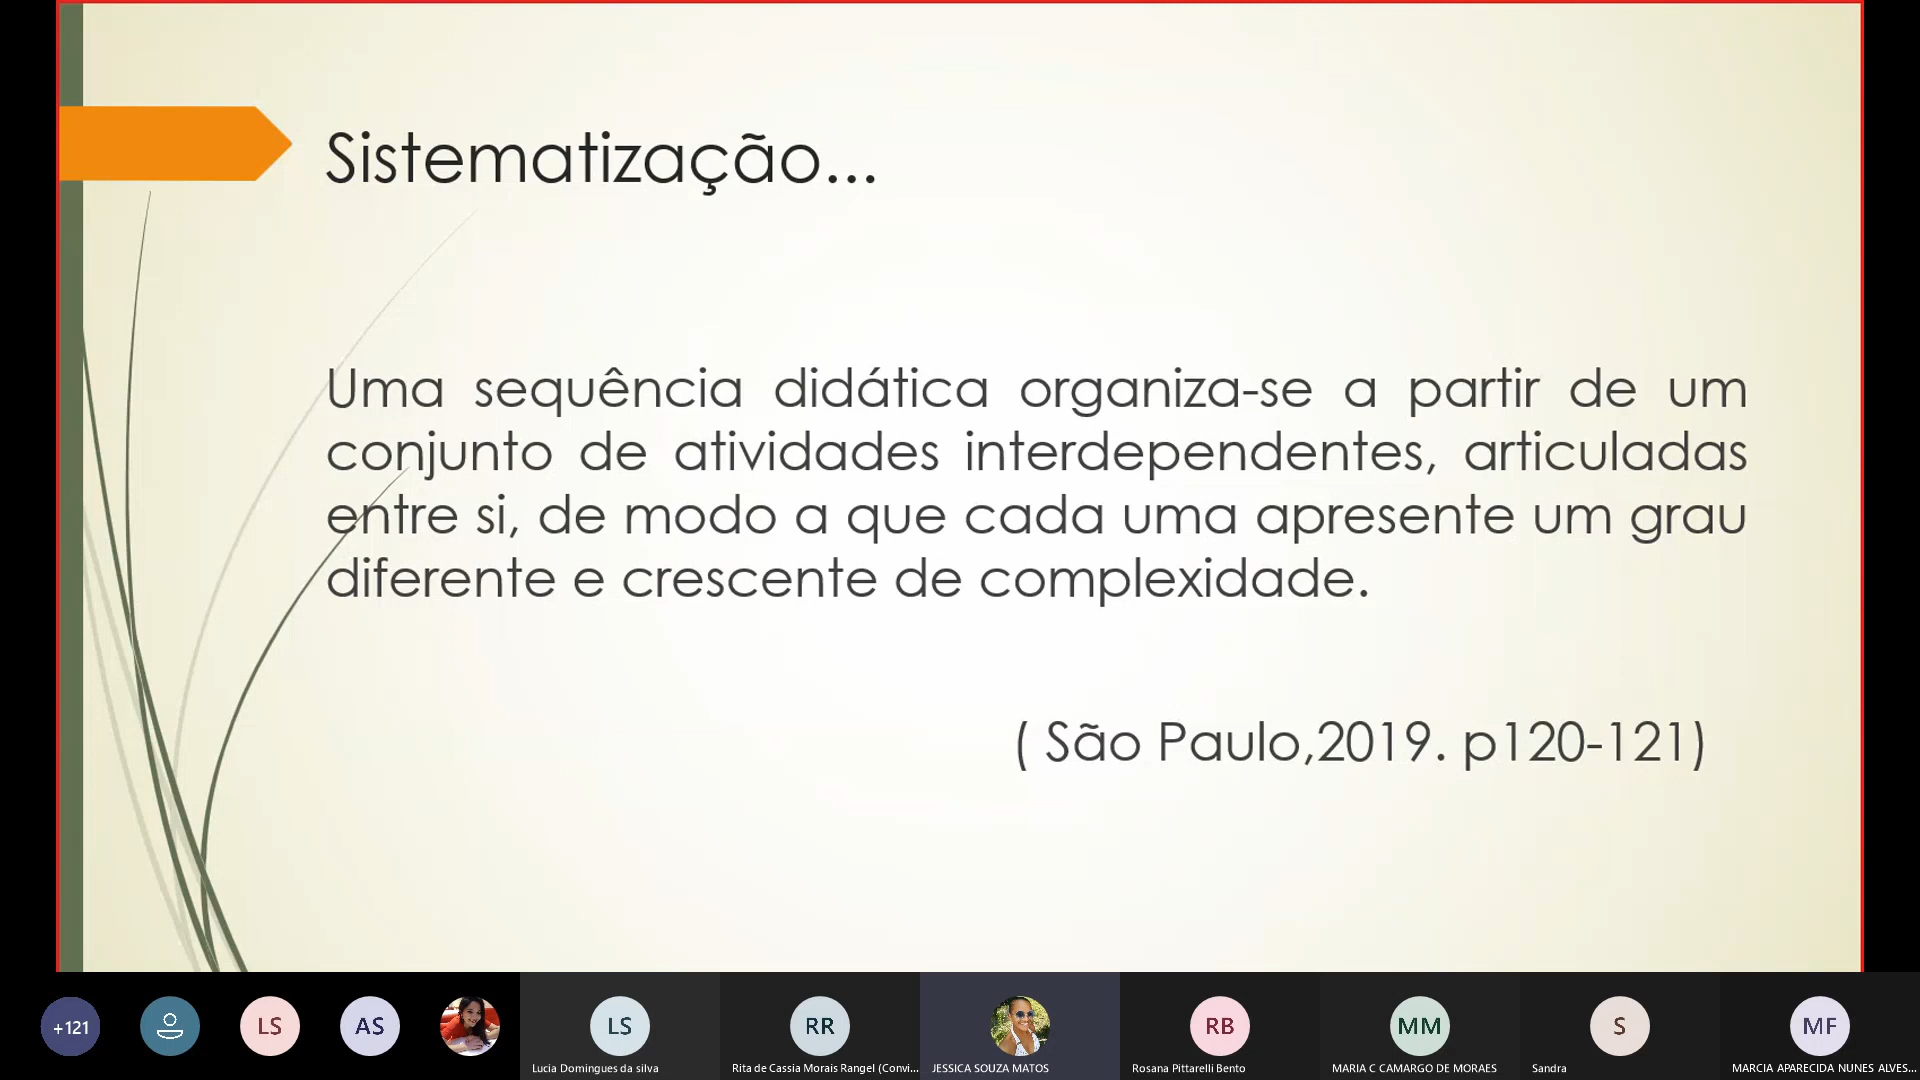 Sistematização...
Uma sequência didática organiza-se a partir de um
conjunto de atividades interdependentes, articuladas
entre si, de modo a que cada uma apresente um grau
diferente e crescente de complexidade.
( São Paulo,2019. p120-121)
+121
LS
AS
LS
RR
RB
MM
S
MF
Lucia Domingues da silva
Rita de Cassia Morais Rangel (Convi...
JESSICA SOUZA MATOS
Rosana Pittarelli Bento
MARIA C CAMARGO DE MORAES
Sandra
MARCIA APARECIDA NUNES ALVES...